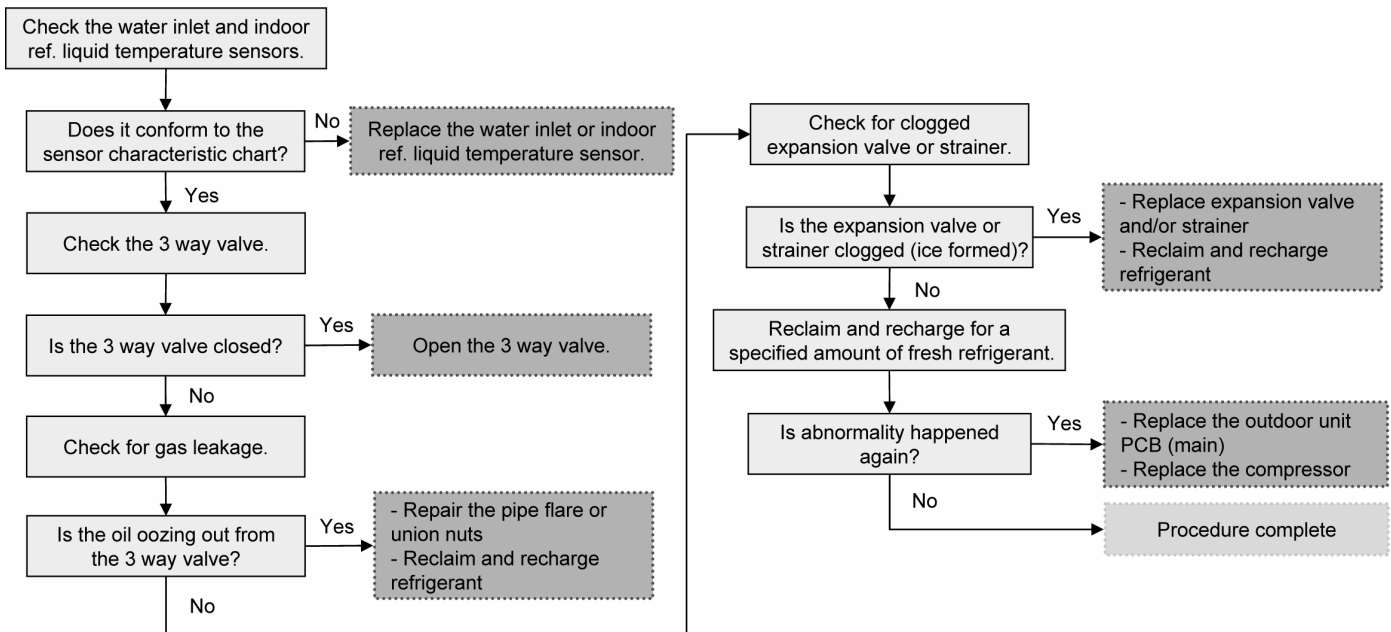 Check the water inlet and indoor
ref. liquid temperature sensors.
Does it conform to the
sensor characteristic chart?
No
Replace the water inlet or indoor
ref. liquid temperature sensor.
Yes
Check the 3 way valve.
Is the 3 way valve closed?
Yes
Open the 3 way valve.
No
Check for gas leakage.
Is the oil oozing out from
the 3 way valve?
Yes
- Repair the pipe flare or
union nuts
- Reclaim and recharge
refrigerant
No
Check for clogged
expansion valve or strainer.
Is the expansion valve or
strainer clogged (ice formed)?
Yes
- Replace expansion valve
and/or strainer
- Reclaim and recharge
refrigerant
No
Reclaim and recharge for a
specified amount of fresh refrigerant.
Is abnormality happened
again?
Yes
- Replace the outdoor unit
PCB (main)
- Replace the compressor
No
Procedure complete